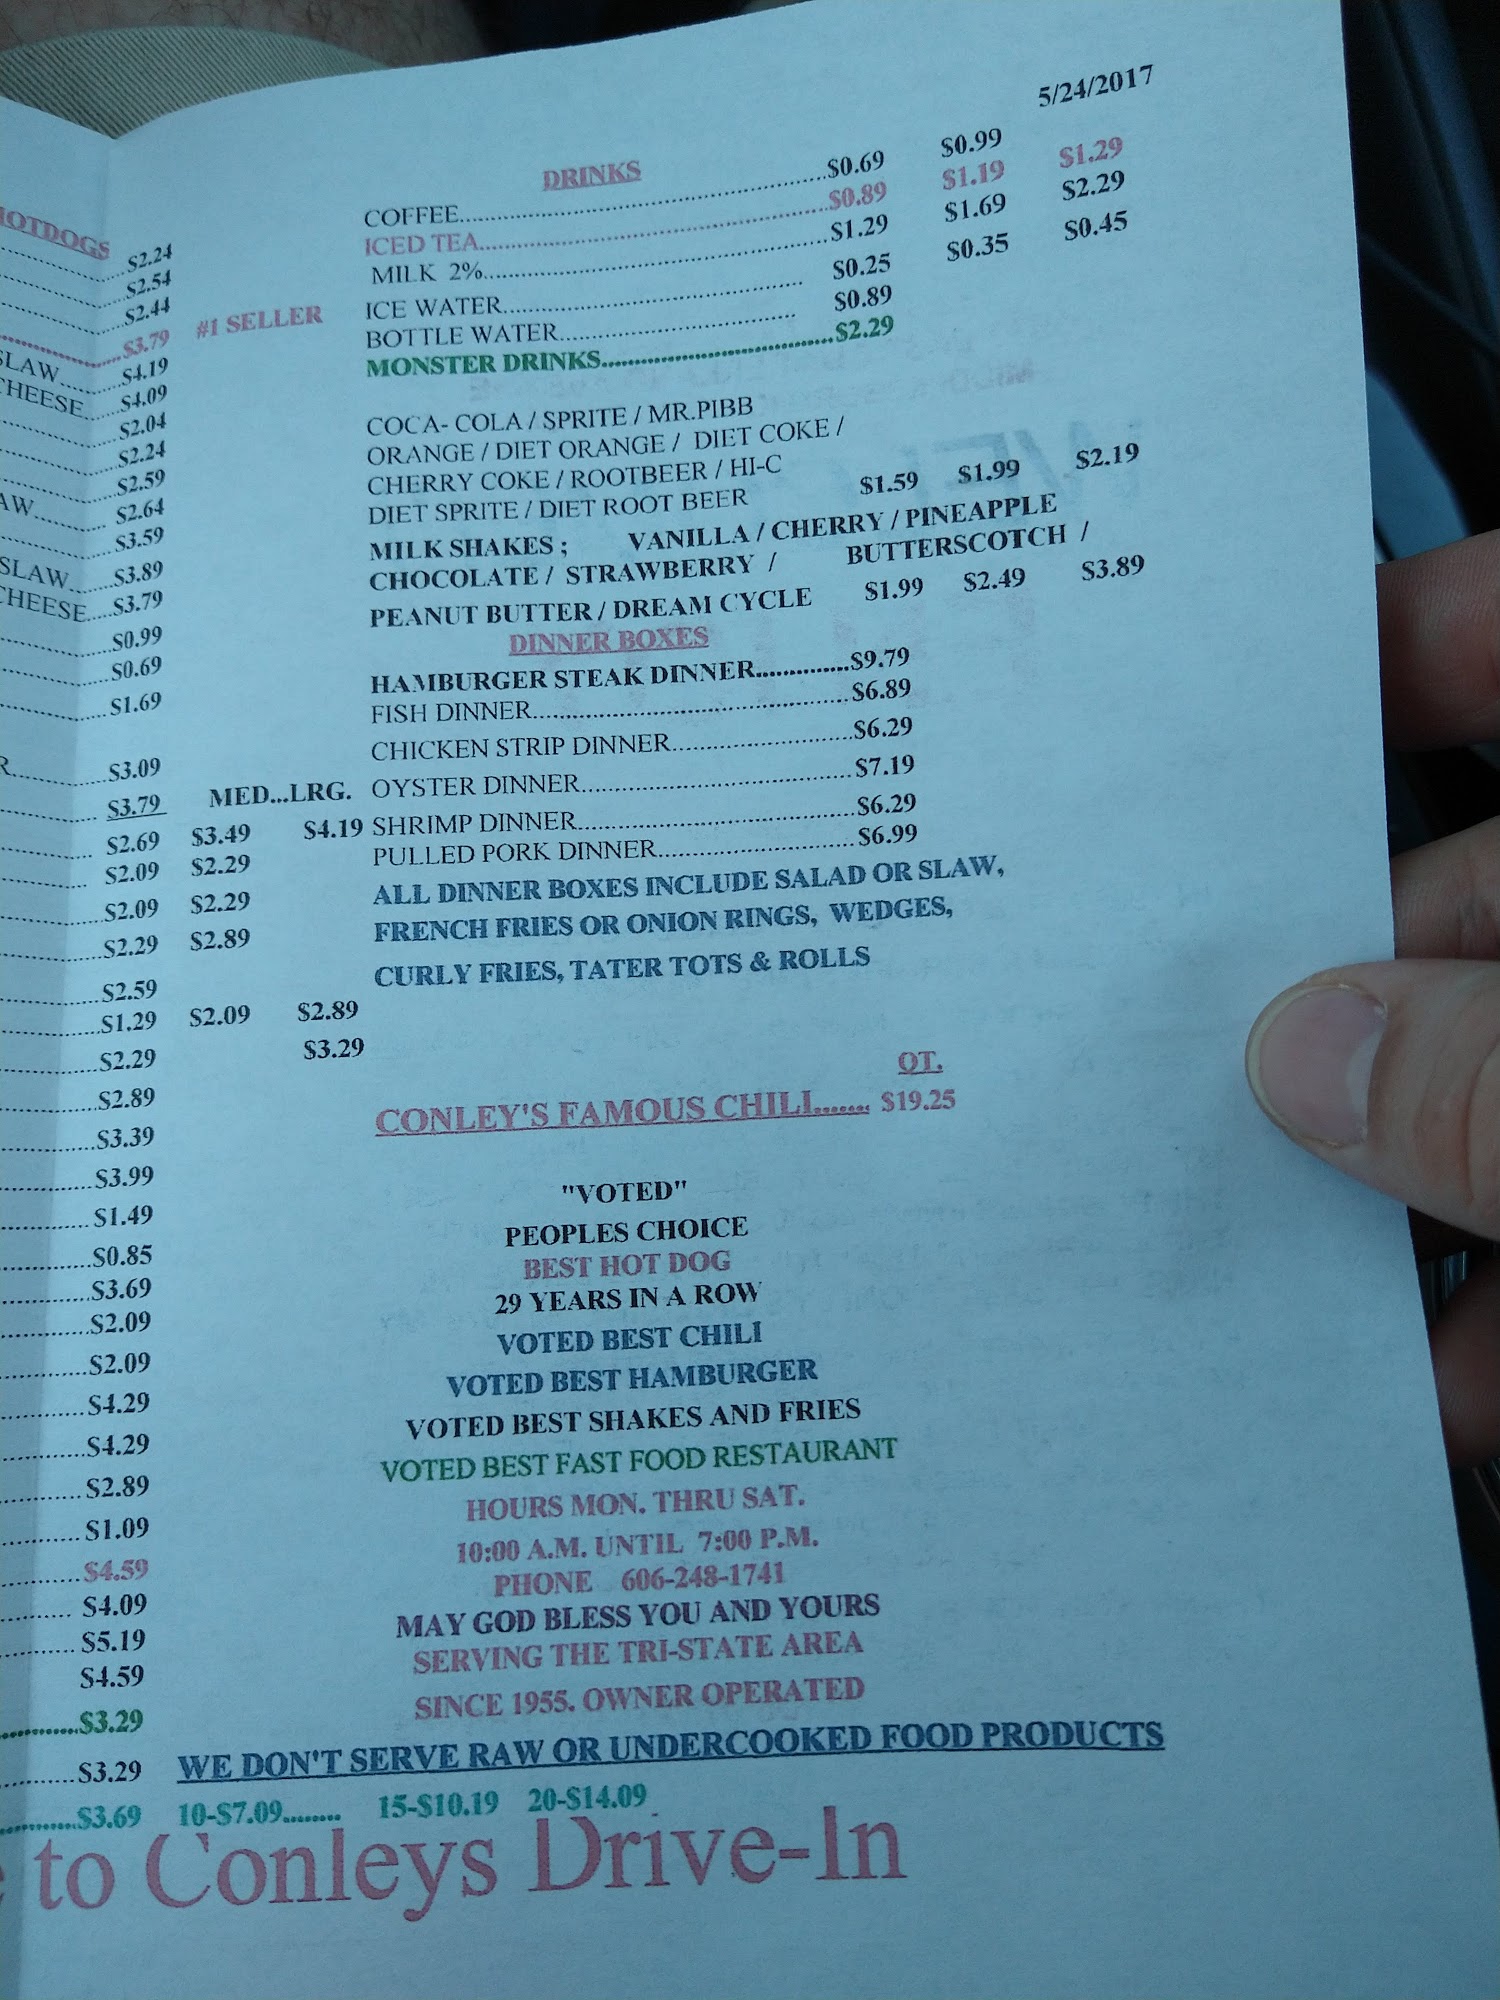 5/24/2017
HOTDOGS
$2.24
$2.54
$2.44
$3.79 #1 SELLER
SLAW $4.19
CHEESE $4.09
$2.04
$2.24
$2.59
$2.64
$3.59
SLAW $3.89
CHEESE $3.79
$0.99
$0.69
$1.69
$3.09
$3.79 MED...LRG.
$2.69 $3.49 $4.19
$2.09 $2.29
$2.09 $2.29
$2.29 $2.89
$2.59
$1.29 $2.09 $2.89
$2.29 $3.29
$2.89
$3.39
$3.99
$1.49
$0.85
$3.69
$2.09
$2.09
$4.29
$4.29
$2.89
$1.09
$4.59
$4.09
$5.19
$4.59
$3.29
$3.29
$3.69 10-$7.09........ 15-$10.19 20-$14.09
DRINKS
COFFEE $0.69 $0.99
ICED TEA $0.89 $1.19 $1.29
MILK 2% $1.29 $1.69 $2.29
ICE WATER $0.25 $0.35 $0.45
BOTTLE WATER $0.89
MONSTER DRINKS $2.29
COCA- COLA / SPRITE / MR.PIBB
ORANGE / DIET ORANGE / DIET COKE /
CHERRY COKE / ROOTBEER / HI-C
DIET SPRITE / DIET ROOT BEER $1.59 $1.99 $2.19
MILK SHAKES ; VANILLA / CHERRY / PINEAPPLE
CHOCOLATE / STRAWBERRY / BUTTERSCOTCH /
PEANUT BUTTER / DREAM CYCLE $1.99 $2.49 $3.89
DINNER BOXES
HAMBURGER STEAK DINNER $9.79
FISH DINNER $6.89
CHICKEN STRIP DINNER $6.29
OYSTER DINNER $7.19
SHRIMP DINNER $6.29
PULLED PORK DINNER $6.99
ALL DINNER BOXES INCLUDE SALAD OR SLAW,
FRENCH FRIES OR ONION RINGS, WEDGES,
CURLY FRIES, TATER TOTS & ROLLS
QT.
CONLEY'S FAMOUS CHILI $19.25
"VOTED"
PEOPLES CHOICE
BEST HOT DOG
29 YEARS IN A ROW
VOTED BEST CHILI
VOTED BEST HAMBURGER
VOTED BEST SHAKES AND FRIES
VOTED BEST FAST FOOD RESTAURANT
HOURS MON. THRU SAT.
10:00 A.M. UNTIL 7:00 P.M.
PHONE 606-248-1741
MAY GOD BLESS YOU AND YOURS
SERVING THE TRI-STATE AREA
SINCE 1955. OWNER OPERATED
WE DON'T SERVE RAW OR UNDERCOOKED FOOD PRODUCTS
to Conleys Drive-In